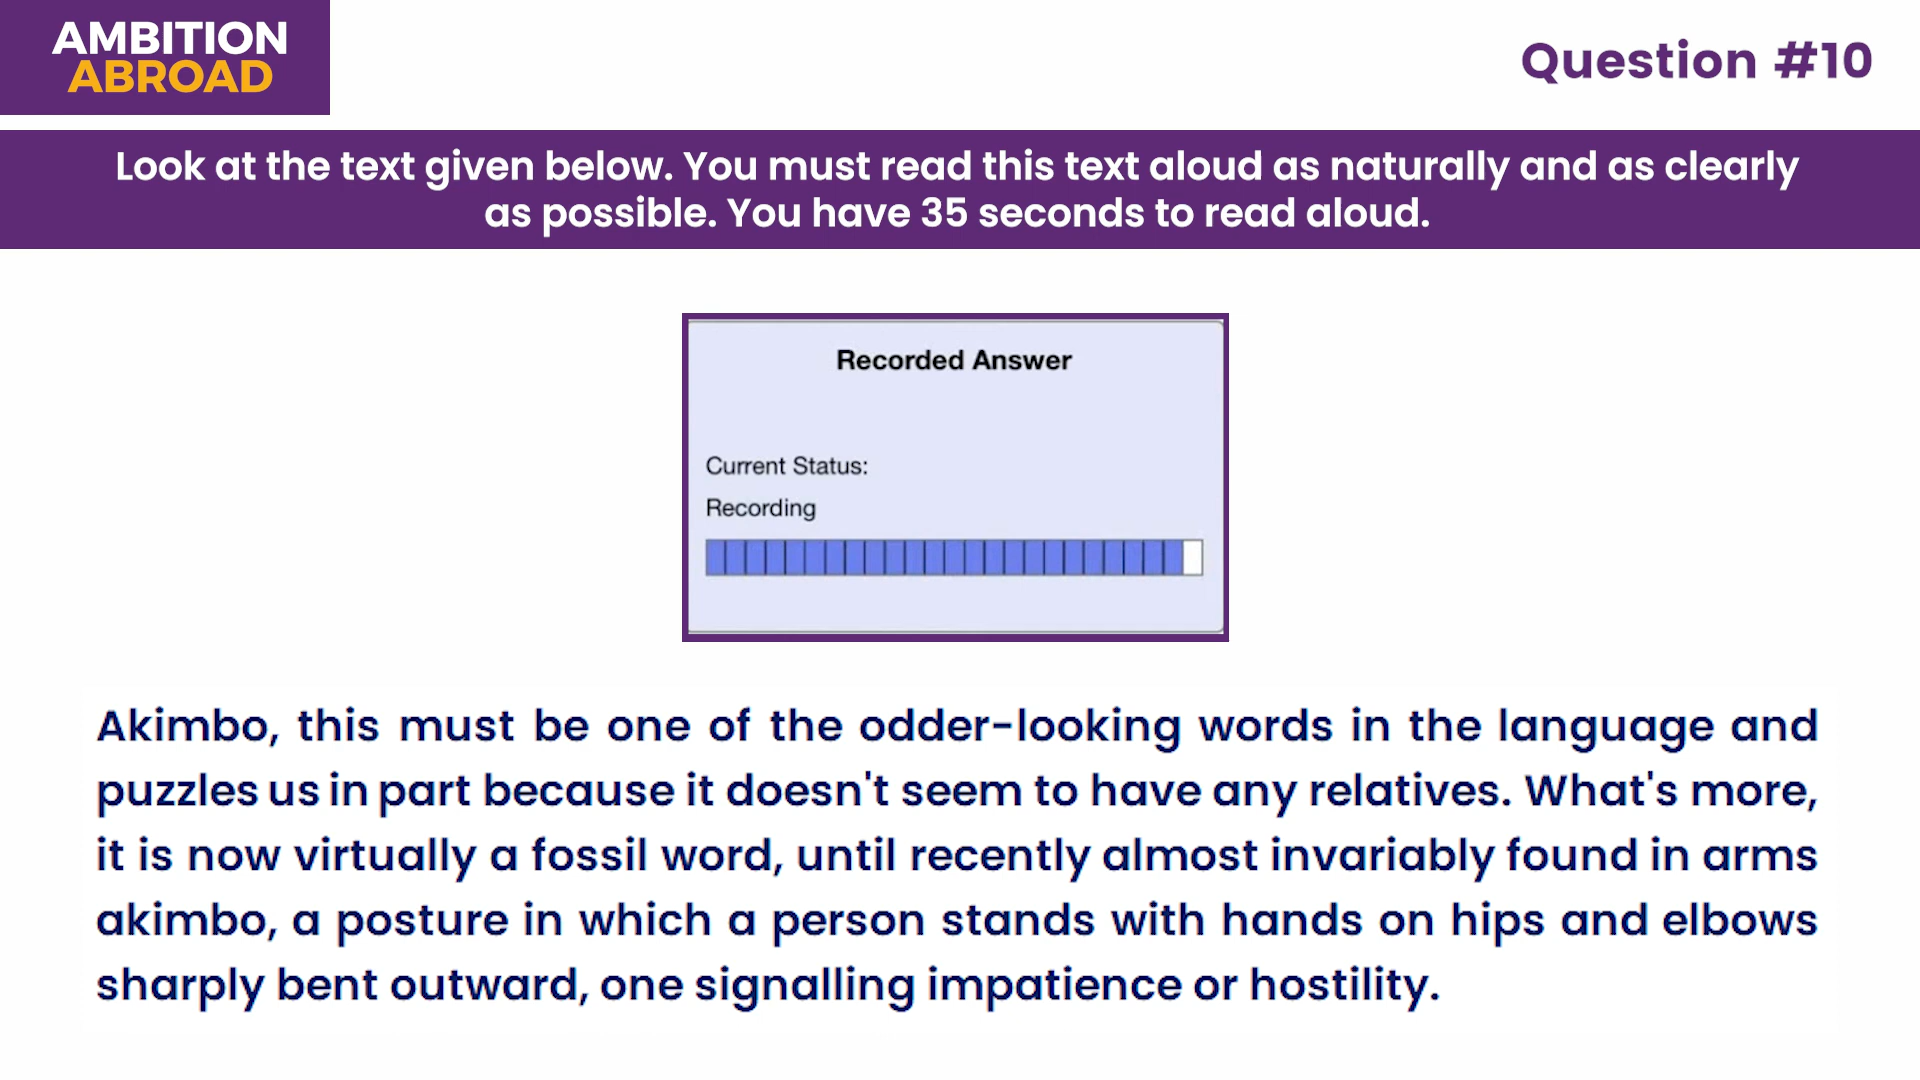 AMBITION
ABROAD
Question #10
Look at the text given below. You must read this text aloud as naturally and as clearly
as possible. You have 35 seconds to read aloud.
Recorded Answer
Current Status:
Recording
Akimbo, this must be one of the odder-looking words in the language and
puzzles us in part because it doesn't seem to have any relatives. What's more,
it is now virtually a fossil word, until recently almost invariably found in arms
akimbo, a posture in which a person stands with hands on hips and elbows
sharply bent outward, one signalling impatience or hostility.